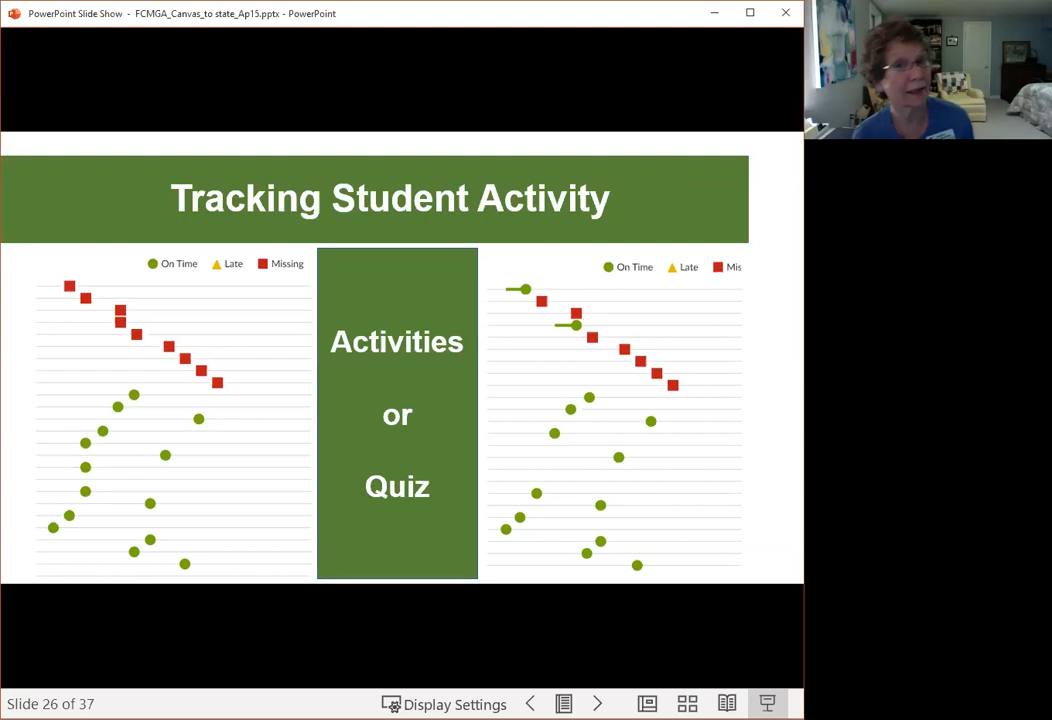 PowerPoint Slide Show - FCMGA_Canvas_to state_Ap15.pptx - PowerPoint
Tracking Student Activity
On Time Late Missing
Activities
or
Quiz
On Time Late Mis
Slide 26 of 37
Display Settings